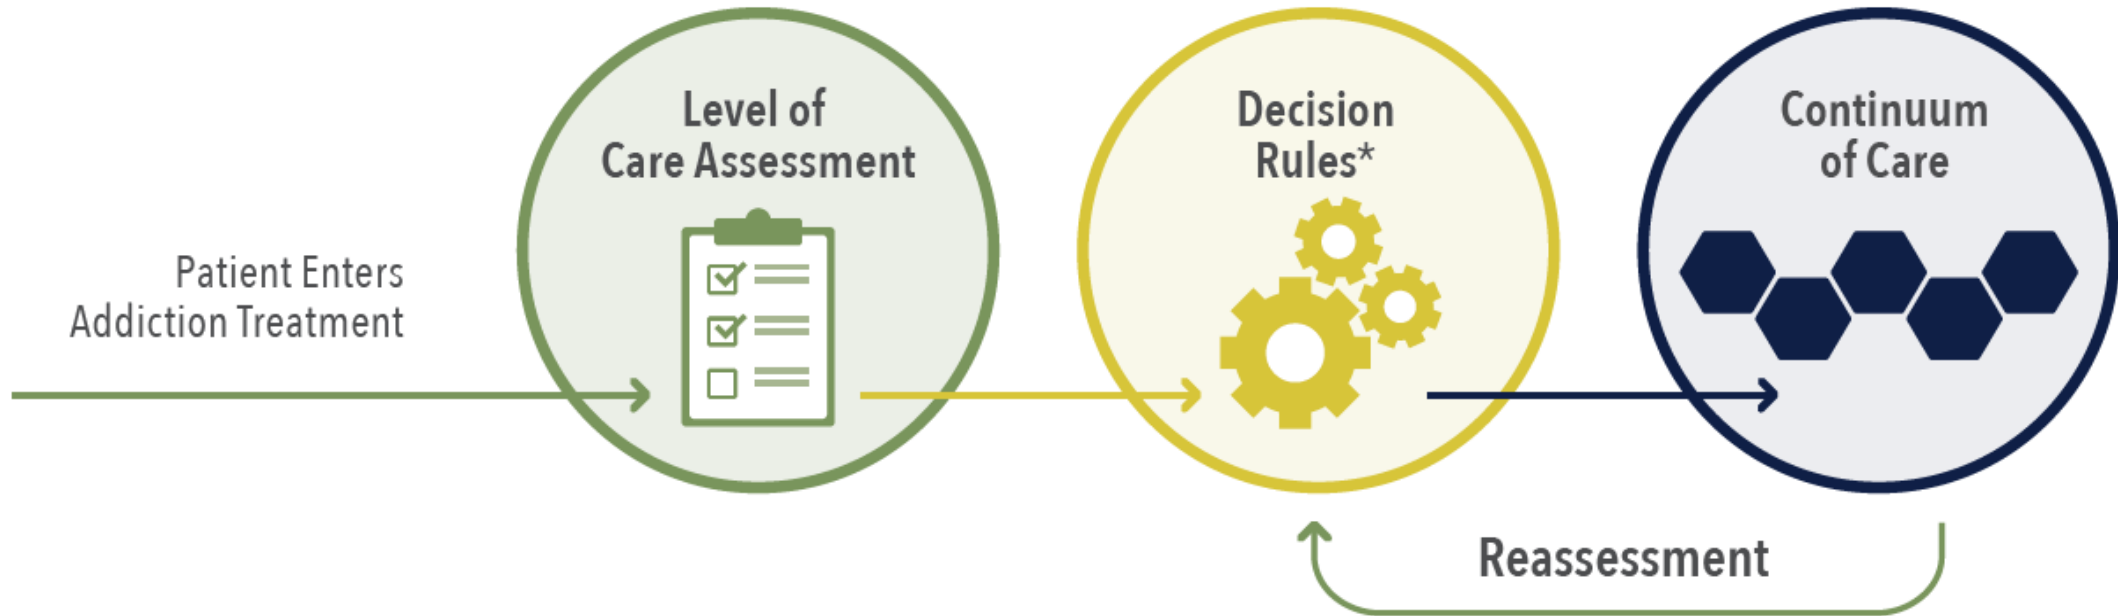 Patient Enters
Addiction Treatment
Level of
Care Assessment
Decision
Rules*
Continuum
of Care
Reassessment